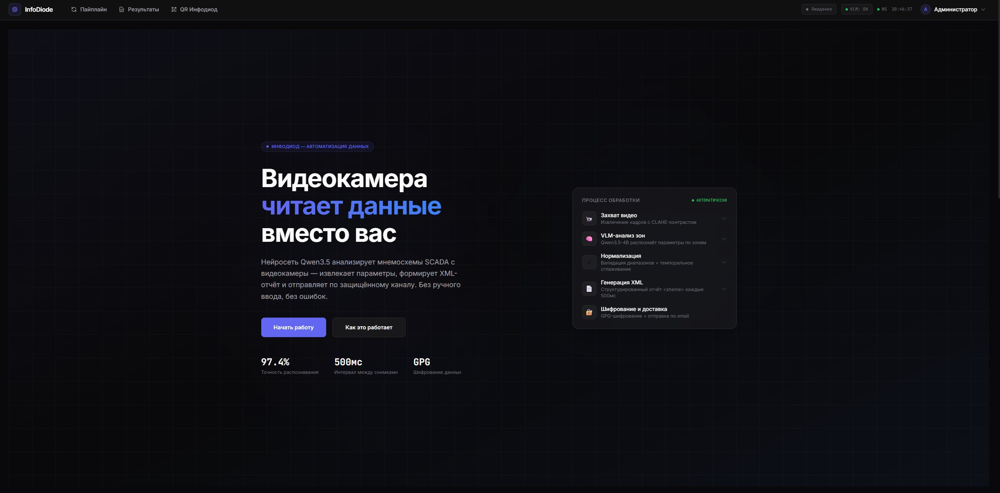 InfoDiode
Пайплайн
Результаты
QR Инфодиод
Ожидание
VLM: OK
WS
20:46:37
A
Администратор
ИНФОДИОД — АВТОМАТИЗАЦИЯ ДАННЫХ
Видеокамера
читает данные
вместо вас
Нейросеть Qwen3.5 анализирует мнемосхемы SCADA с
видеокамеры — извлекает параметры, формирует XML-
отчёт и отправляет по защищённому каналу. Без ручного
ввода, без ошибок.
Начать работу
Как это работает
97.4%
Точность распознавания
500мс
Интервал между снимками
GPG
Шифрование данных
ПРОЦЕСС ОБРАБОТКИ
АВТОМАТИЧЕСКИ
Захват видео
Извлечение кадров с CLAHE-контрастом
VLM-анализ зон
Qwen3.5-4B распознаёт параметры по зонам
Нормализация
Валидация диапазонов + темпоральное
сглаживание
Генерация XML
Структурированный отчёт <sheme> каждые
500мс
Шифрование и доставка
GPG-шифрование + отправка по email